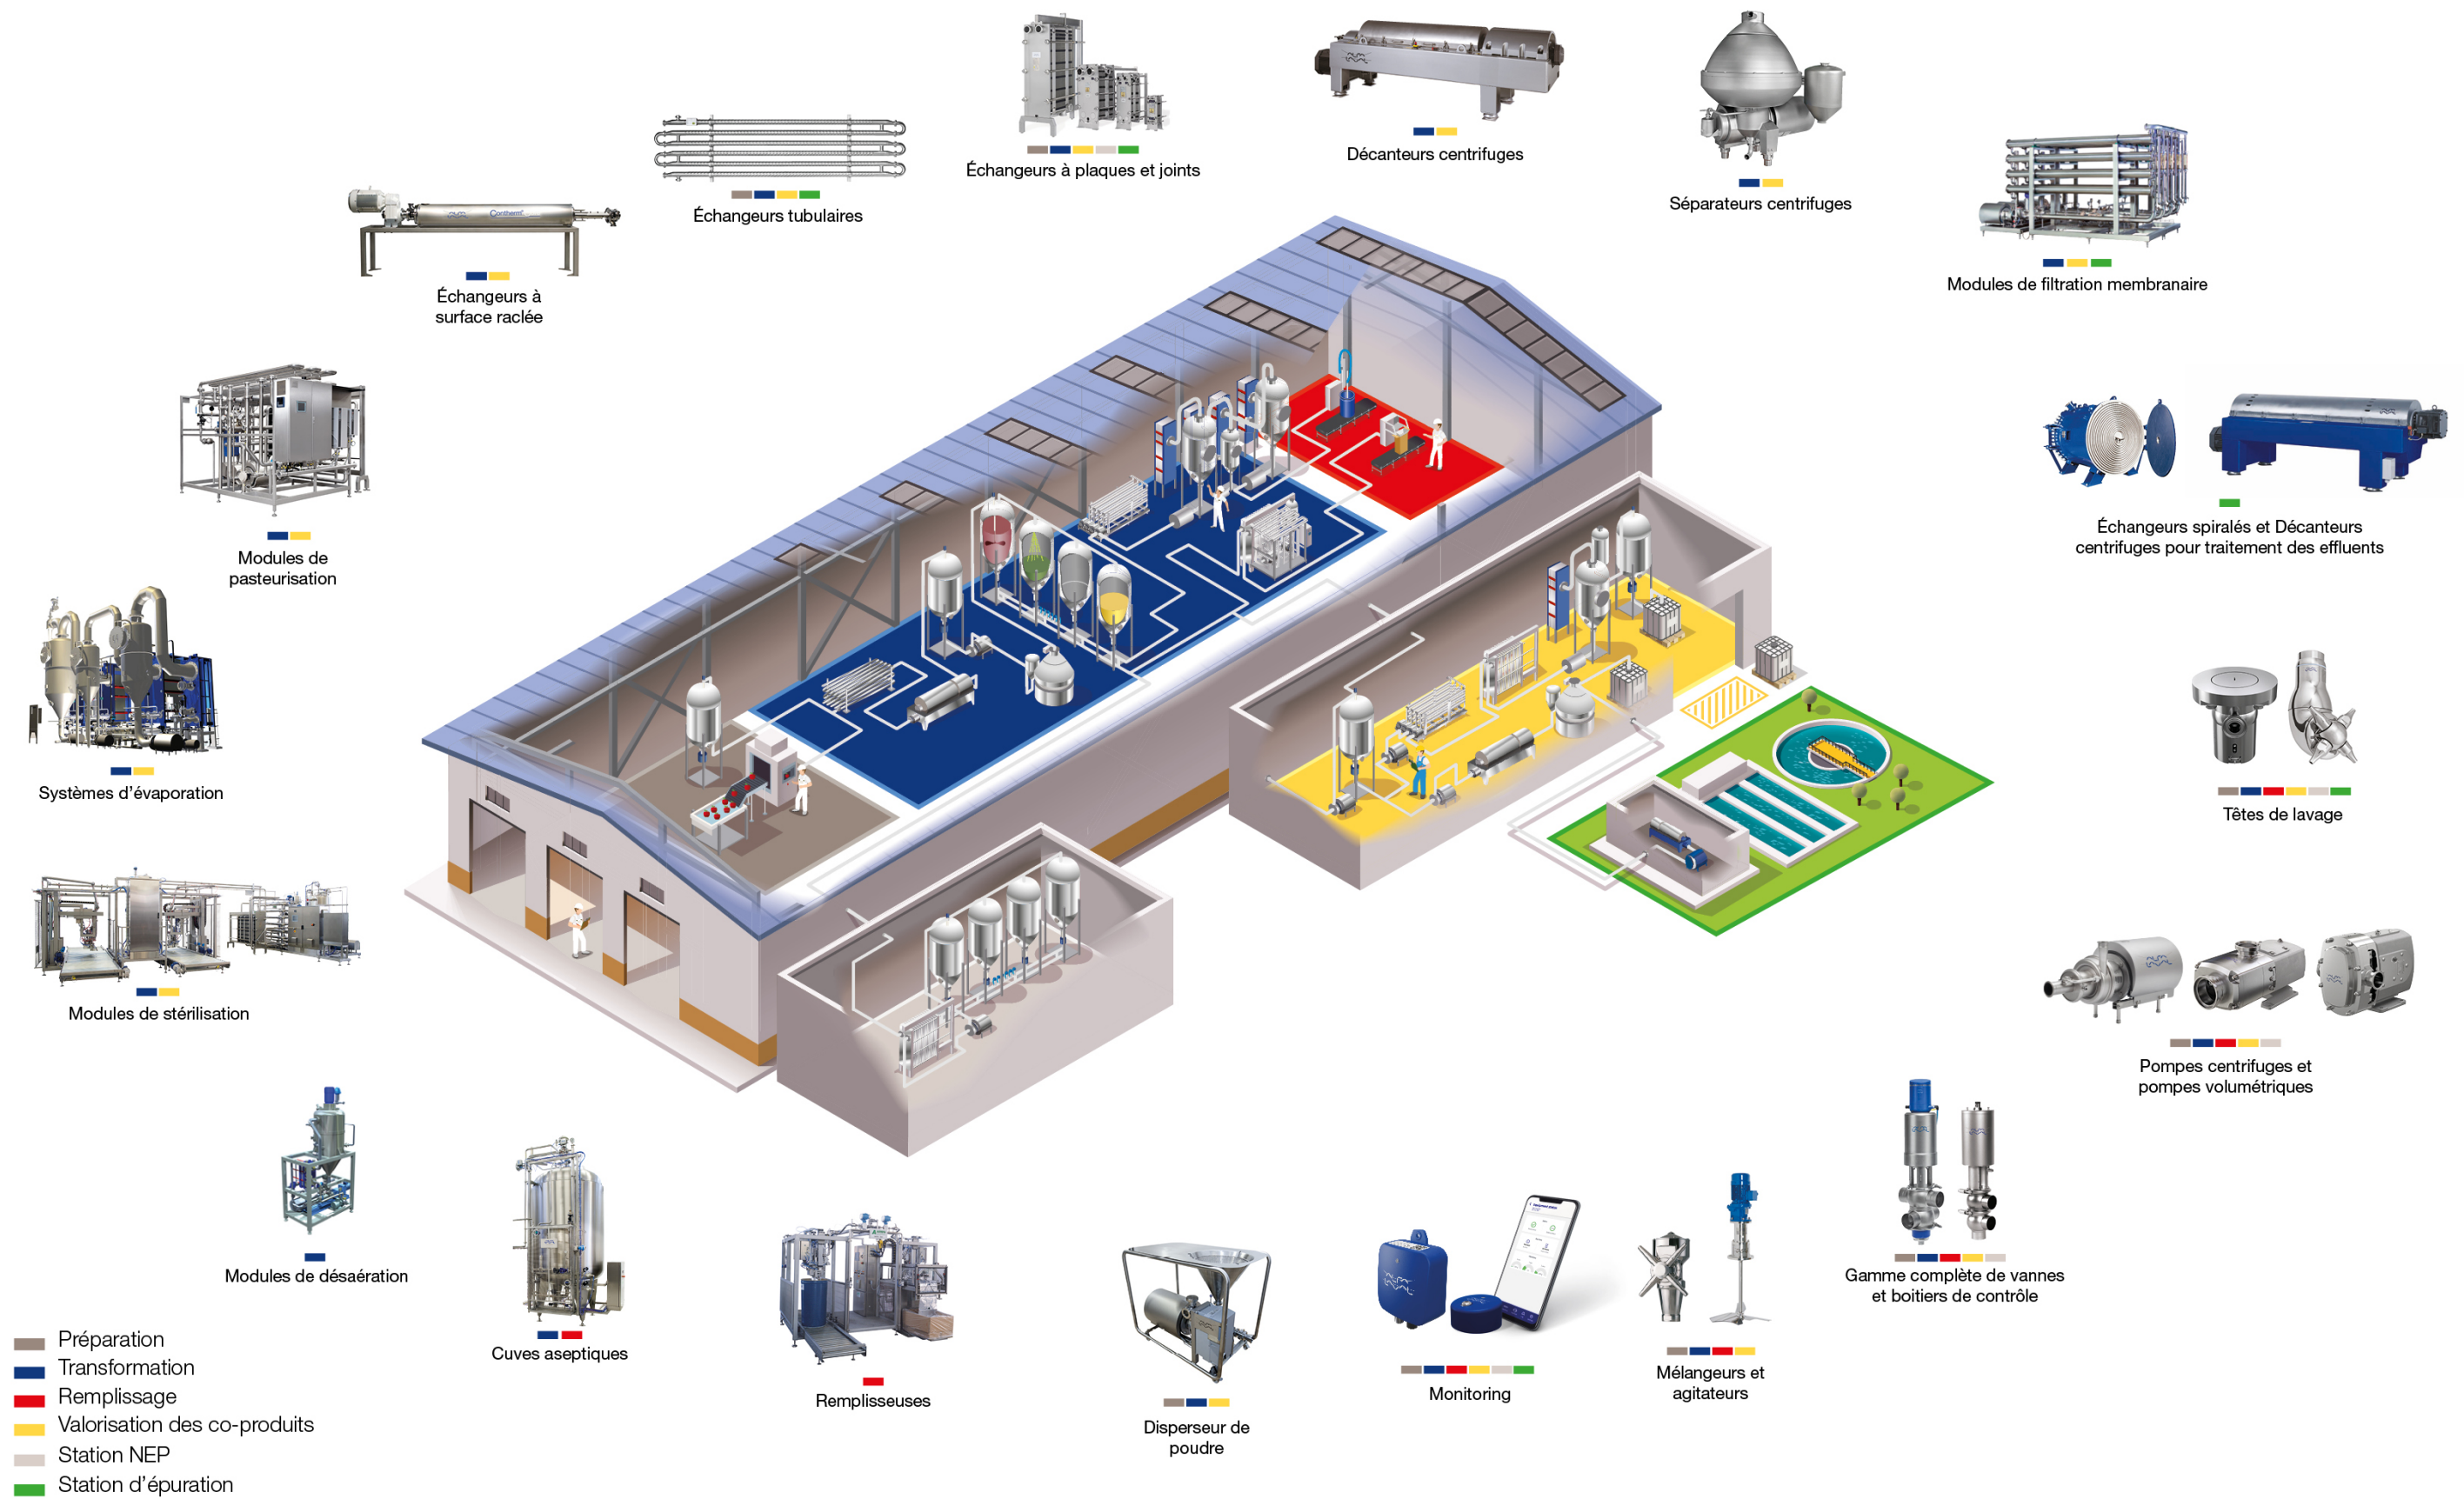 Échangeurs à plaques et joints
Décanteurs centrifuges
Séparateurs centrifuges
Échangeurs tubulaires
Contherm
Échangeurs à
surface raclée
Modules de filtration membranaire
Modules de
pasteurisation
Échangeurs spiralés et Décanteurs
centrifuges pour traitement des effluents
Systèmes d'évaporation
Têtes de lavage
Modules de stérilisation
Pompes centrifuges et
pompes volumétriques
Modules de désaération
Gamme complète de vannes
et boitiers de contrôle
Cuves aseptiques
Remplisseuses
Disperseur de
poudre
Monitoring
Mélangeurs et
agitateurs
Préparation
Transformation
Remplissage
Valorisation des co-produits
Station NEP
Station d'épuration